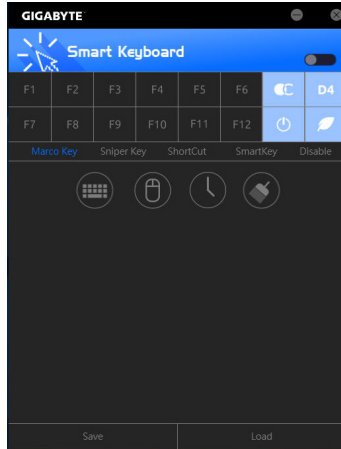 GIGABYTE
Smart Keyboard
F1 F2 F3 F4 F5 F6 D4
F7 F8 F9 F10 F11 F12
Marco Key Sniper Key ShortCut SmartKey Disable
Save Load